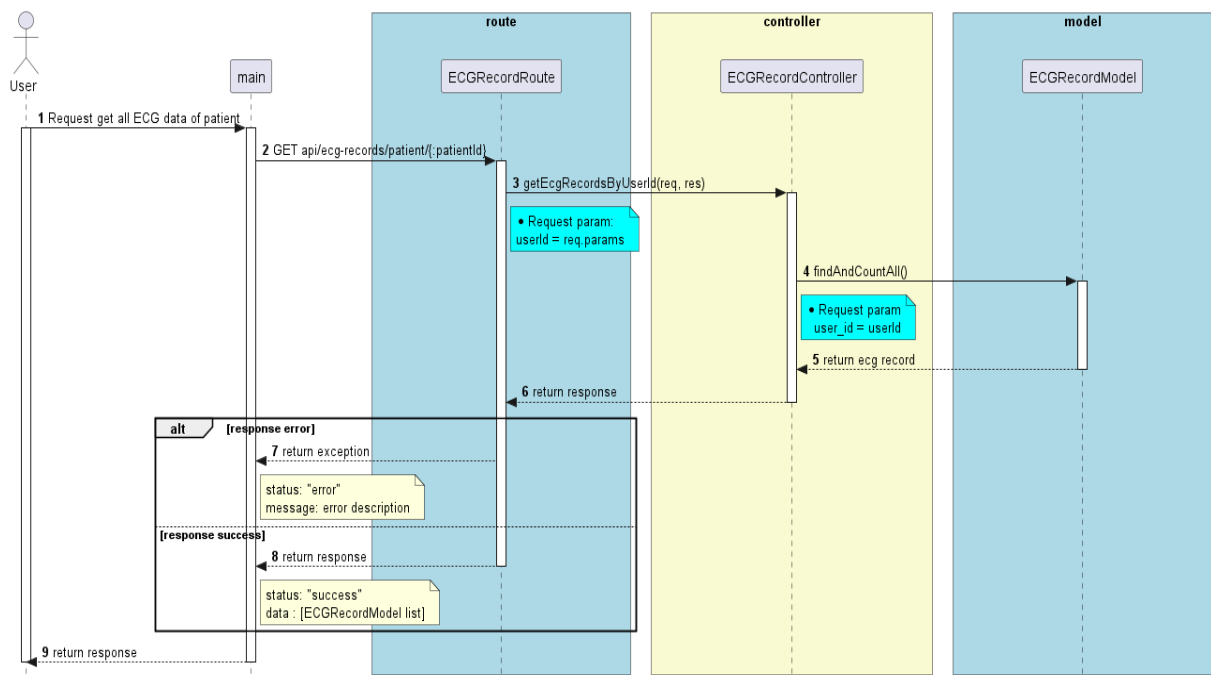 route
controller
model
User
main
ECGRecordRoute
ECGRecordController
ECGRecordModel
1 Request get all ECG data of patient
2 GET api/ecg-records/patient/{:patientId}
3 getEcgRecordsByUserId(req, res)
• Request param:
userId = req.params
4 findAndCountAll()
• Request param
user_id = userId
5 return ecg record
6 return response
alt [response error]
7 return exception
status: "error"
message: error description
[response success]
8 return response
status: "success"
data : [ECGRecordModel list]
9 return response